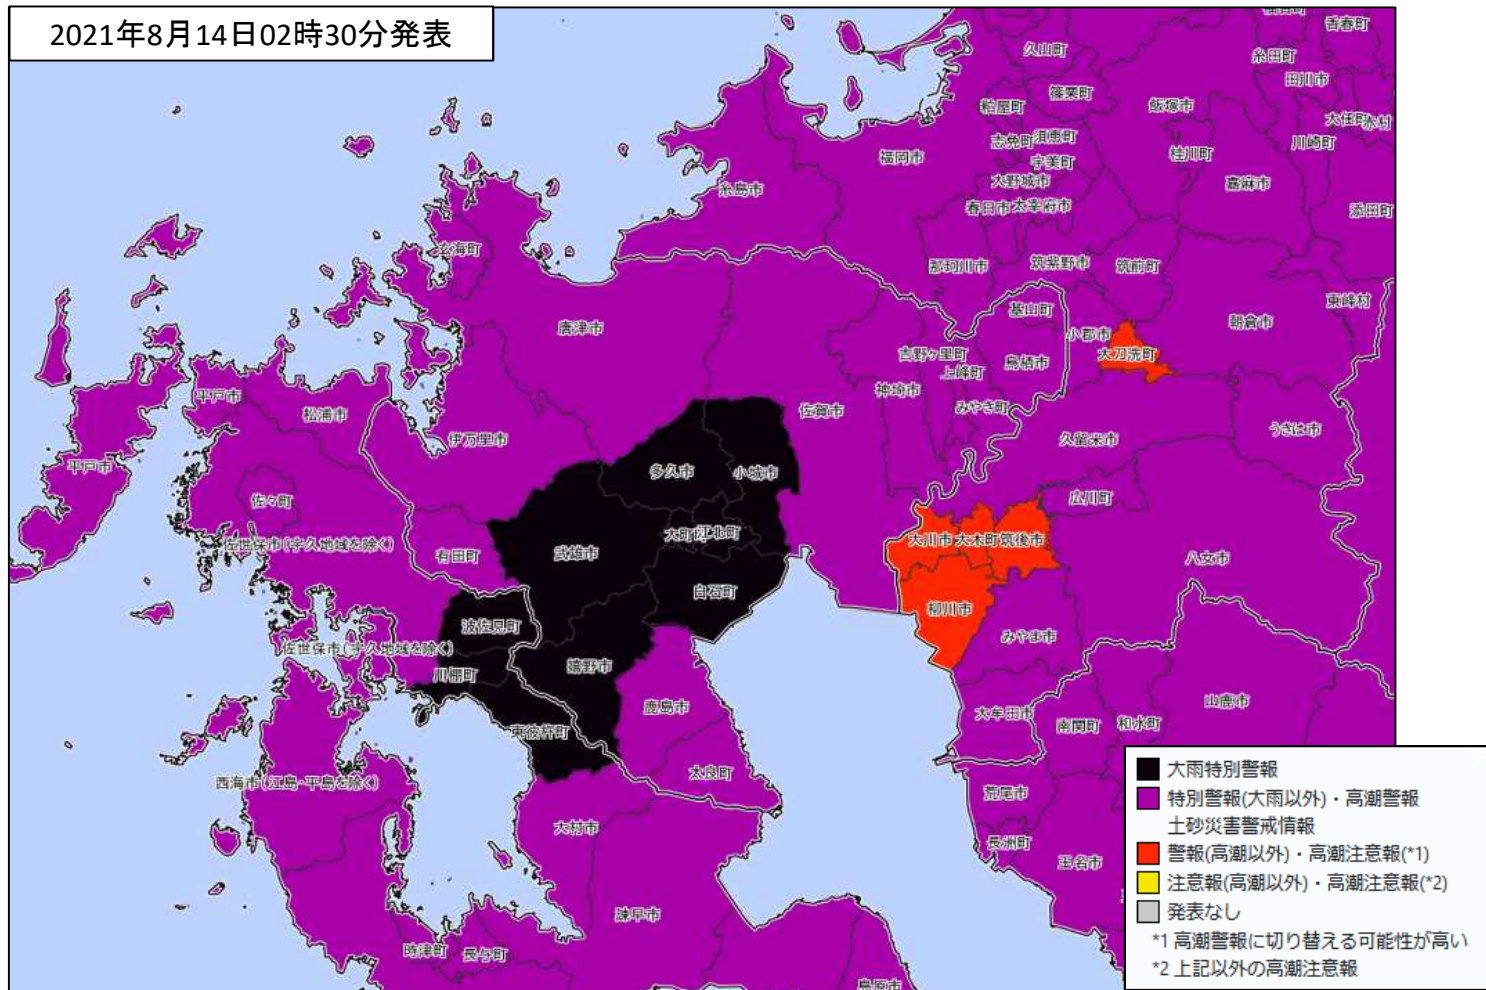 2021年8月14日02時30分発表
香春町
久山町
糸田町
田川市
篠栗町
粕屋町
飯塚市
大任町
赤村
須恵町
志免町
川崎町
福岡市
桂川町
宇美町
大野城市
嘉麻市
糸島市
春日市
太宰府市
添田町
玄海町
那珂川市
筑紫野市
筑前町
東峰村
基山町
朝倉市
唐津市
小郡市
吉野ヶ里町
大刀洗町
鳥栖市
上峰町
神埼市
平戸市
松浦市
佐賀市
みやき町
伊万里市
久留米市
うきは市
平戸市
多久市
小城市
佐々町
広川町
大町町
江北町
大川市
大木町
筑後市
佐世保市(宇久地域を除く)
有田町
武雄市
八女市
白石町
柳川市
波佐見町
みやま市
佐世保市(宇久地域を除く)
嬉野市
川棚町
鹿島市
大牟田市
南関町
和水町
山鹿市
東彼杵町
太良町
西海市(江島・平島を除く)
荒尾市
大村市
長洲町
玉名市
諫早市
時津町
長与町
島原市
大雨特別警報
特別警報(大雨以外)・高潮警報
土砂災害警戒情報
警報(高潮以外)・高潮注意報(*1)
注意報(高潮以外)・高潮注意報(*2)
発表なし
*1 高潮警報に切り替える可能性が高い
*2 上記以外の高潮注意報